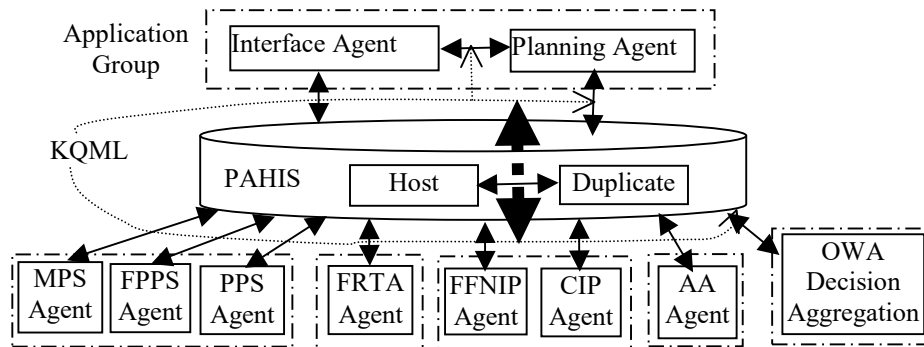 Application
Group
Interface Agent
Planning Agent
KQML
PAHIS
Host
Duplicate
MPS
Agent
FPPS
Agent
PPS
Agent
FRTA
Agent
FFNIP
Agent
CIP
Agent
AA
Agent
OWA
Decision
Aggregation